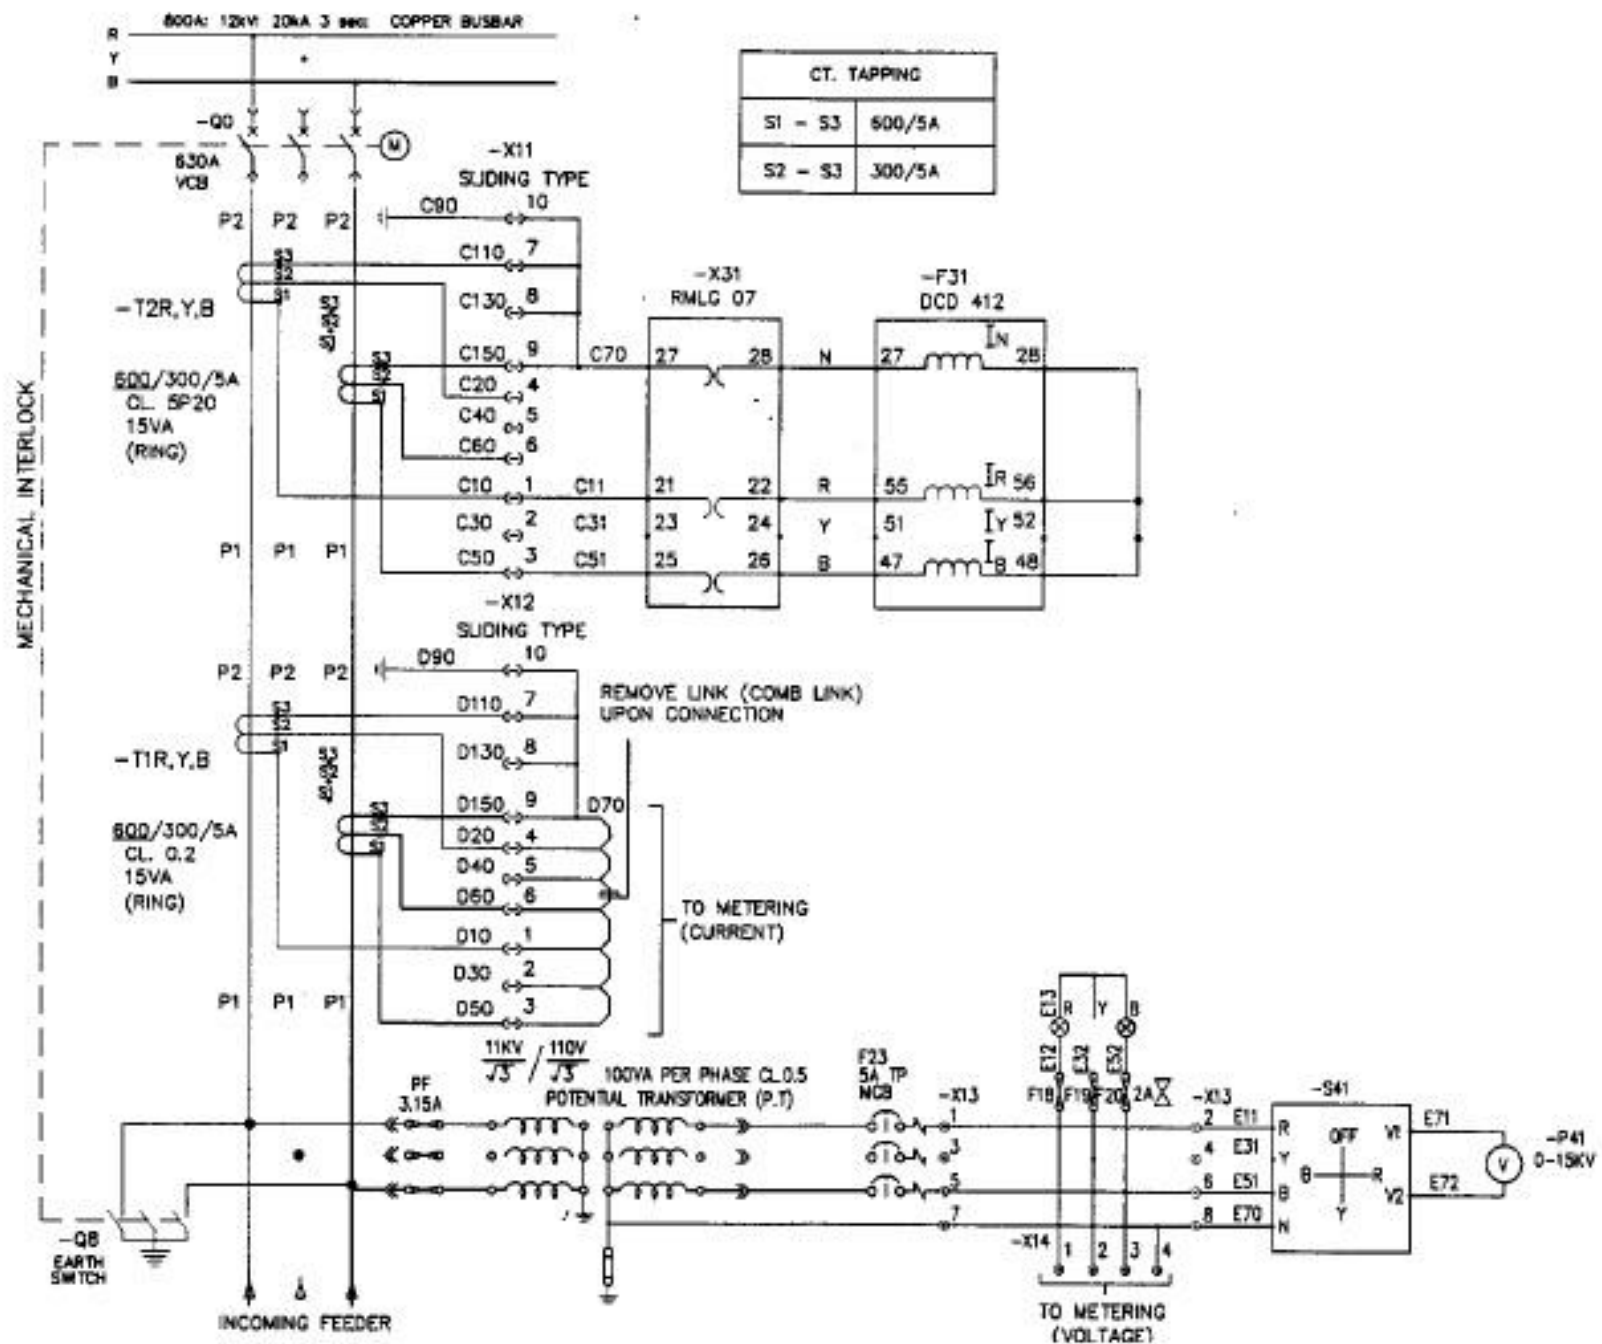 600A: 12kV: 20kA 3 sec: COPPER BUSBAR
R
Y
B
-Q0
630A
VCB
M
-X11
SLIDING TYPE
CT. TAPPING
S1 - S3 600/5A
S2 - S3 300/5A
P2 P2 P2
C90 10
C110 7
C130 8
-T2R,Y,B
600/300/5A
CL. 5P20
15VA
(RING)
C150 9
C20 4
C40 5
C60 6
C10 1
C30 2
C50 3
C70
C11
C31
C51
-X31
RMLG 07
27 28
21 22
23 24
25 26
N
R
Y
B
-F31
DCD 412
IN
27 28
55 IR 56
51 IY 52
47 IB 48
MECHANICAL INTERLOCK
P1 P1 P1
-X12
SLIDING TYPE
P2 P2 P2
D90 10
D110 7
D130 8
REMOVE LINK (COMB LINK)
UPON CONNECTION
-T1R,Y,B
600/300/5A
CL. 0.2
15VA
(RING)
D150 9
D20 4
D40 5
D60 6
D10 1
D30 2
D50 3
D70
TO METERING
(CURRENT)
P1 P1 P1
11KV/√3 / 110V/√3
100VA PER PHASE CL.0.5
POTENTIAL TRANSFORMER (P.T)
PF
3.15A
F23
5A TP
MCB
-X13
1
3
5
7
E13 R Y B
E12 E32 E52
F18 F19 F20 2A
-X13
2 E11
4 E31
6 E51
8 E70
-S41
R
Y
B
N
OFF
B R
Y
V1
V2
E71
E72
V
-P41
0-15KV
-X14 1 2 3 4
TO METERING
(VOLTAGE)
-Q8
EARTH
SWITCH
INCOMING FEEDER